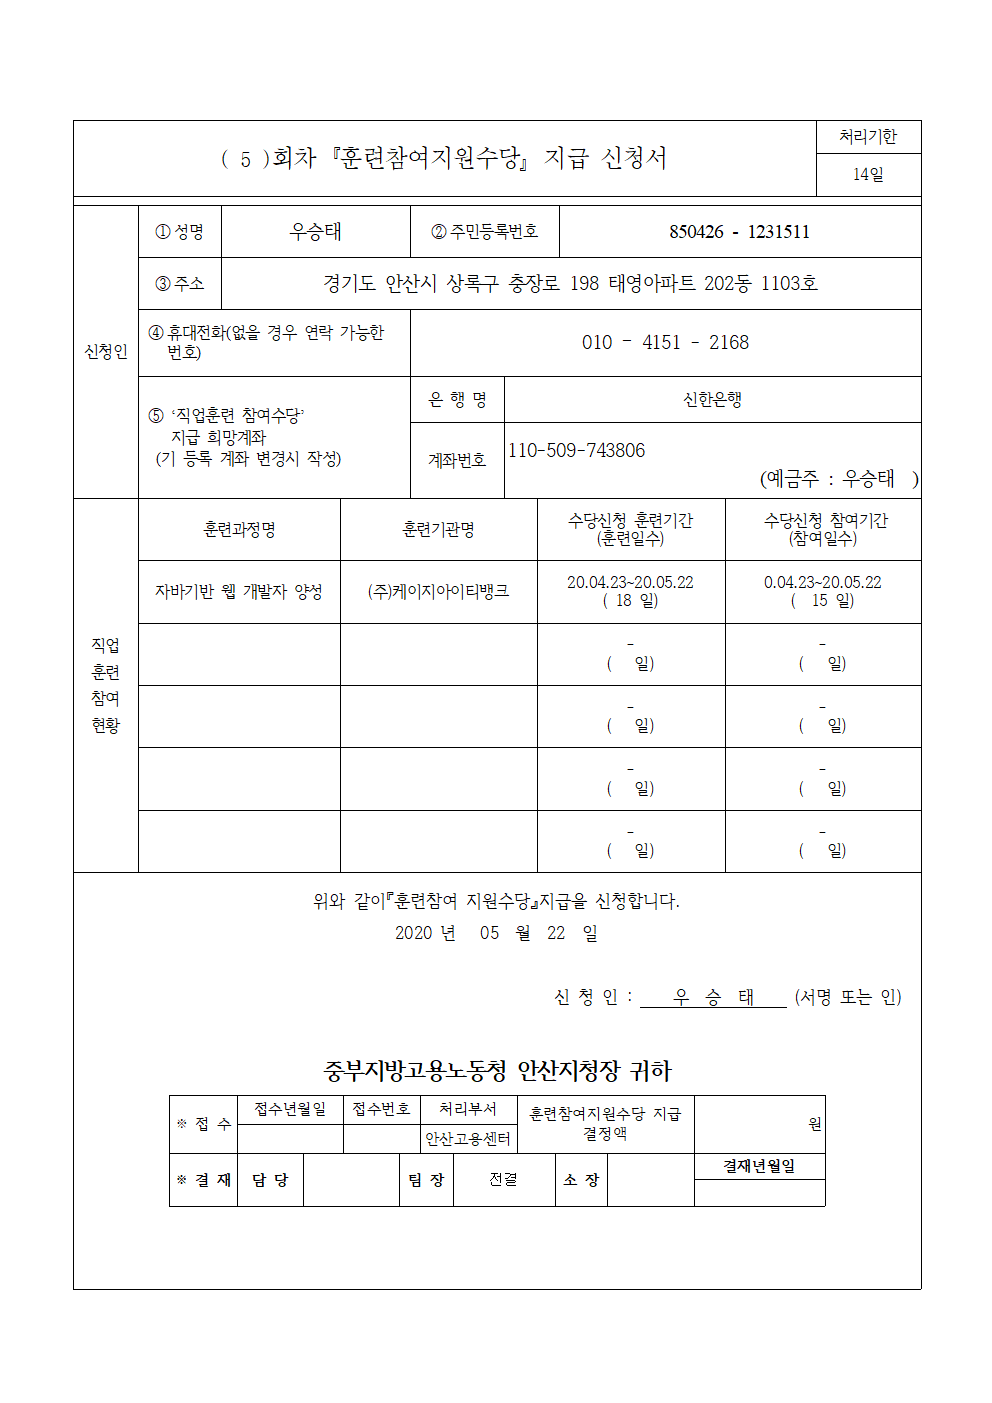 ( 5 )회차 『훈련참여지원수당』 지급 신청서
처리기한
14일
신청인
① 성명
우승태
② 주민등록번호
850426 - 1231511
③ 주소
경기도 안산시 상록구 충장로 198 태영아파트 202동 1103호
④ 휴대전화(없을 경우 연락 가능한
번호)
010 - 4151 - 2168
⑤ ‘직업훈련 참여수당’
지급 희망계좌
(기 등록 계좌 변경시 작성)
은 행 명
신한은행
계좌번호
110-509-743806
(예금주 : 우승태 )
직업
훈련
참여
현황
훈련과정명
훈련기관명
수당신청 훈련기간
(훈련일수)
수당신청 참여기간
(참여일수)
자바기반 웹 개발자 양성
(주)케이지아이티뱅크
20.04.23~20.05.22
( 18 일)
0.04.23~20.05.22
( 15 일)
-
( 일)
-
( 일)
-
( 일)
-
( 일)
-
( 일)
-
( 일)
-
( 일)
-
( 일)
위와 같이『훈련참여 지원수당』지급을 신청합니다.
2020 년 05 월 22 일
신 청 인 : 우 승 태 (서명 또는 인)
중부지방고용노동청 안산지청장 귀하
※ 접 수
접수년월일
접수번호
처리부서
안산고용센터
훈련참여지원수당 지급
결정액
원
※ 결 재
담 당
팀 장
전결
소 장
결재년월일